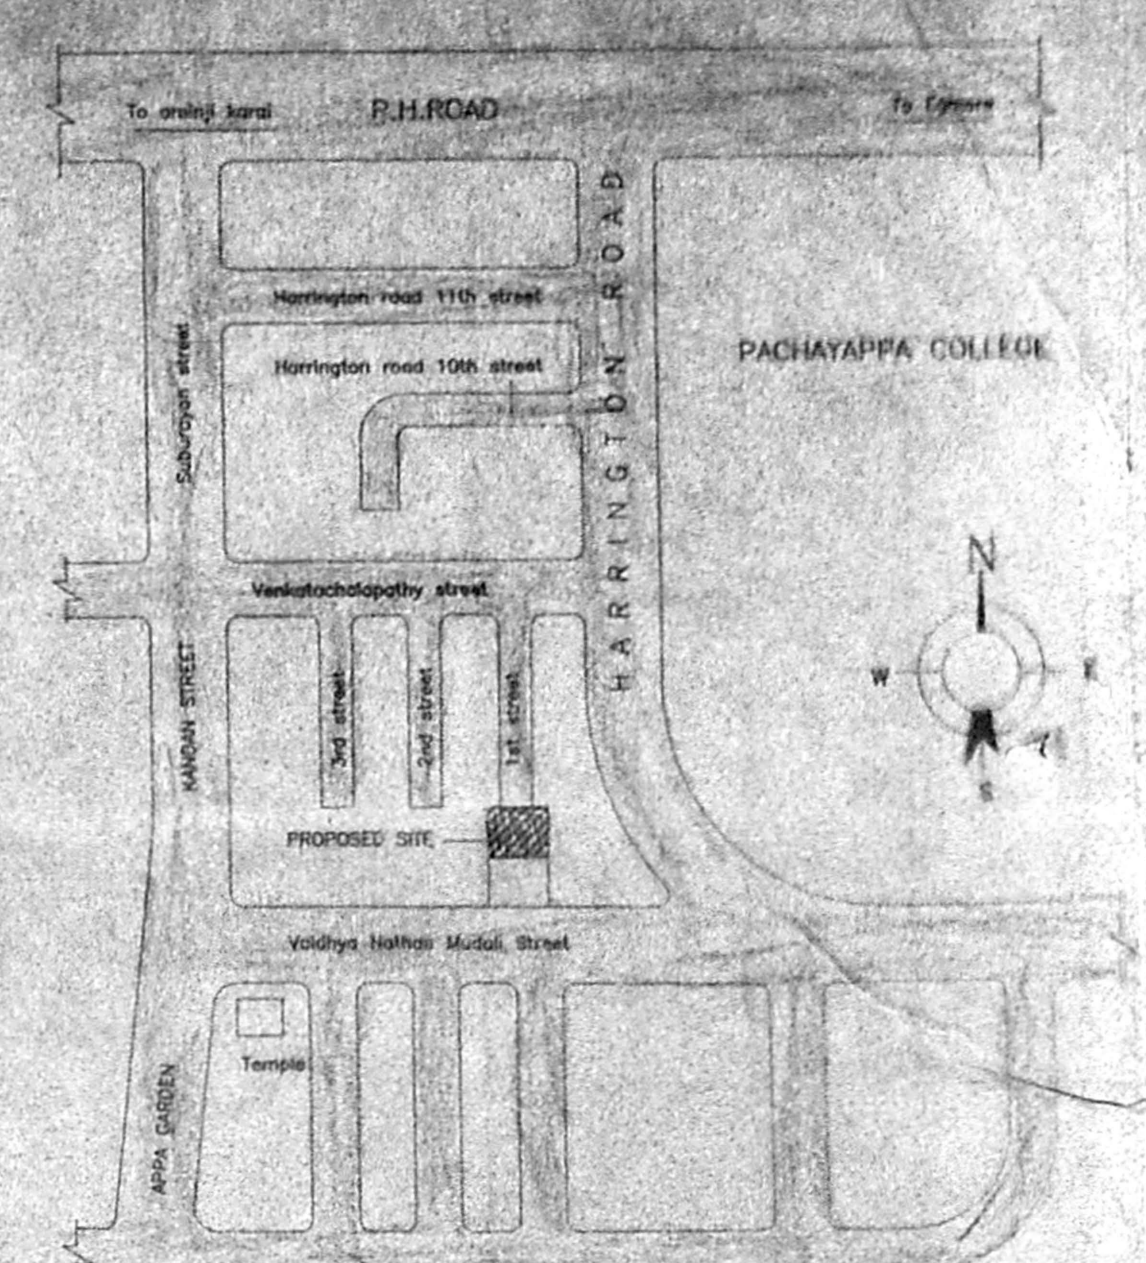 To aminji karai
P.H.ROAD
To Egmore
HARRINGTON ROAD
Harrington road 11th street
Suburayan street
Harrington road 10th street
PACHAYAPPA COLLEGE
N
W
E
S
Venkatachalapathy street
KANDAN STREET
3rd street
2nd street
1st street
PROPOSED SITE
Vaidhya Nathan Mudali Street
Temple
APPA GARDEN